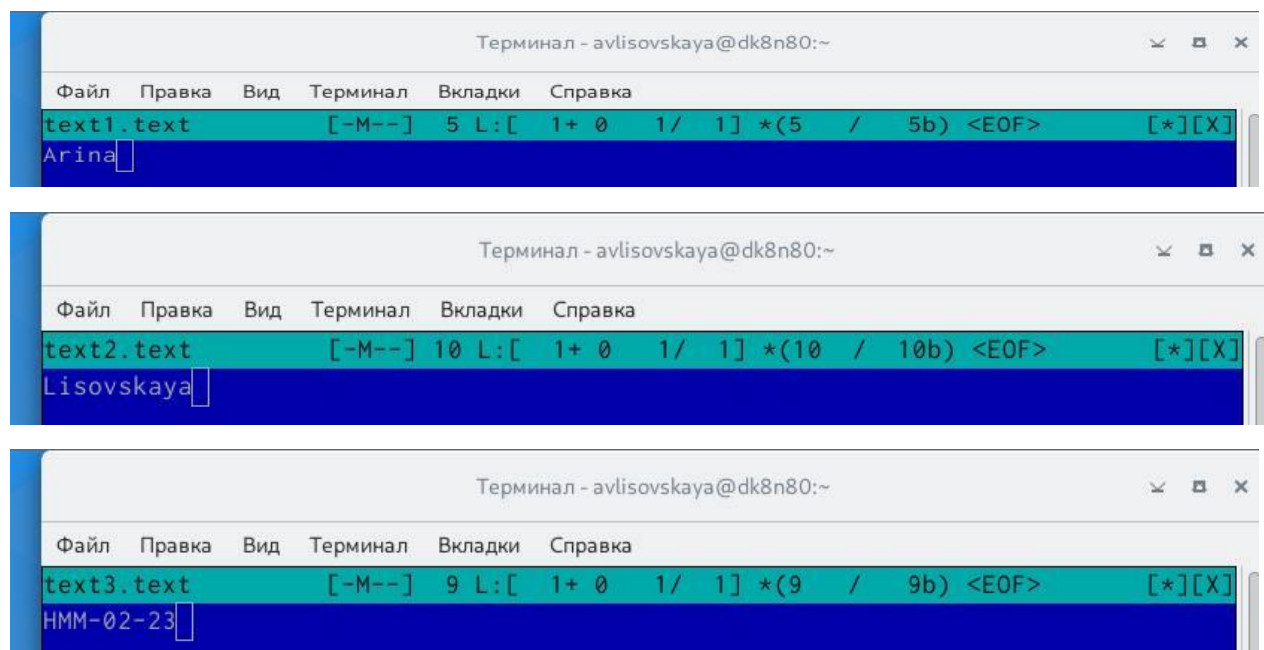 Терминал - avlisovskaya@dk8n80:~
Файл Правка Вид Терминал Вкладки Справка
text1.text [-M--] 5 L:[ 1+ 0 1/ 1] *(5 / 5b) <EOF> [*][X]
Arina
Терминал - avlisovskaya@dk8n80:~
Файл Правка Вид Терминал Вкладки Справка
text2.text [-M--] 10 L:[ 1+ 0 1/ 1] *(10 / 10b) <EOF> [*][X]
Lisovskaya
Терминал - avlisovskaya@dk8n80:~
Файл Правка Вид Терминал Вкладки Справка
text3.text [-M--] 9 L:[ 1+ 0 1/ 1] *(9 / 9b) <EOF> [*][X]
HMM-02-23